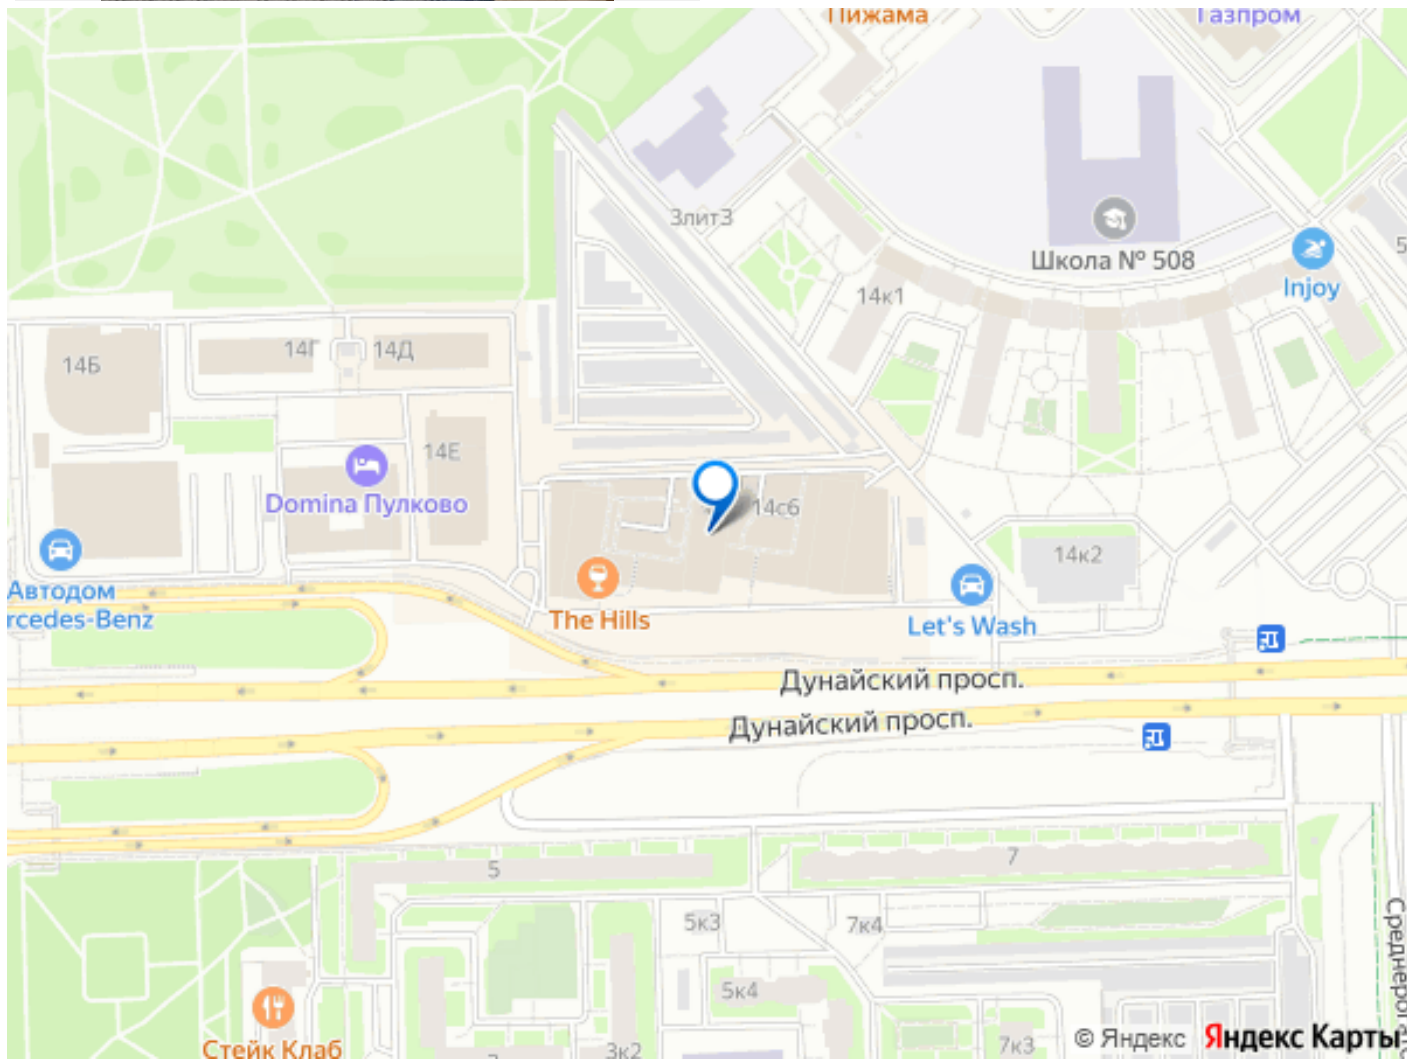 Пижама
Газпром
3литЗ
Школа № 508
Injoy
14к1
14Б
14Г
14Д
14Е
Domina Пулково
14с6
14к2
Автодом
rcedes-Benz
The Hills
Let's Wash
Дунайский просп.
Дунайский просп.
5
7
5к3
7к4
5к4
Стейк Клаб
3к2
7к3
© Яндекс Яндекс Карты